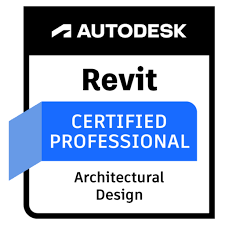 AUTODESK
Revit
CERTIFIED
PROFESSIONAL
Architectural
Design